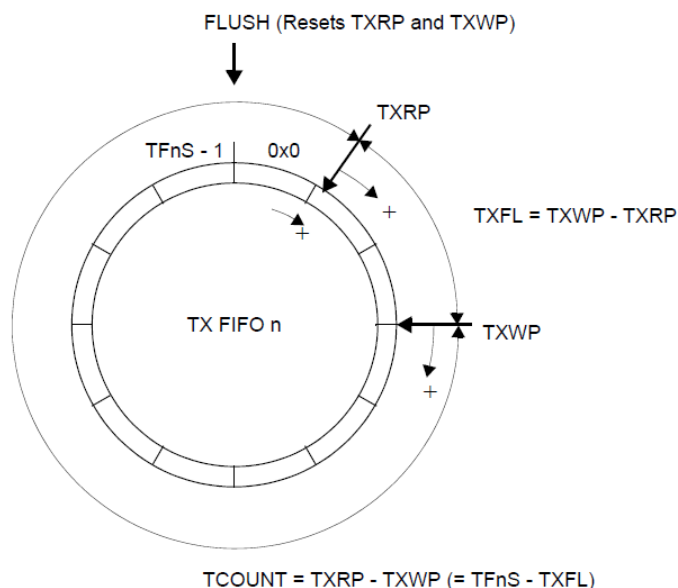 FLUSH (Resets TXRP and TXWP)
TXRP
TFnS - 1
0x0
+
+
TXFL = TXWP - TXRP
TX FIFO n
TXWP
+
TCOUNT = TXRP - TXWP (= TFnS - TXFL)